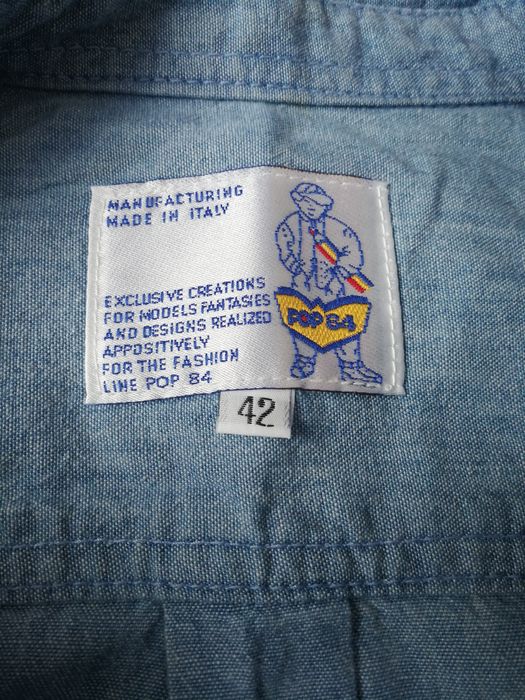 MANUFACTURING
MADE IN ITALY
EXCLUSIVE CREATIONS
FOR MODELS FANTASIES
AND DESIGNS REALIZED
APPOSITIVELY
FOR THE FASHION
LINE POP 84
POP 84
42